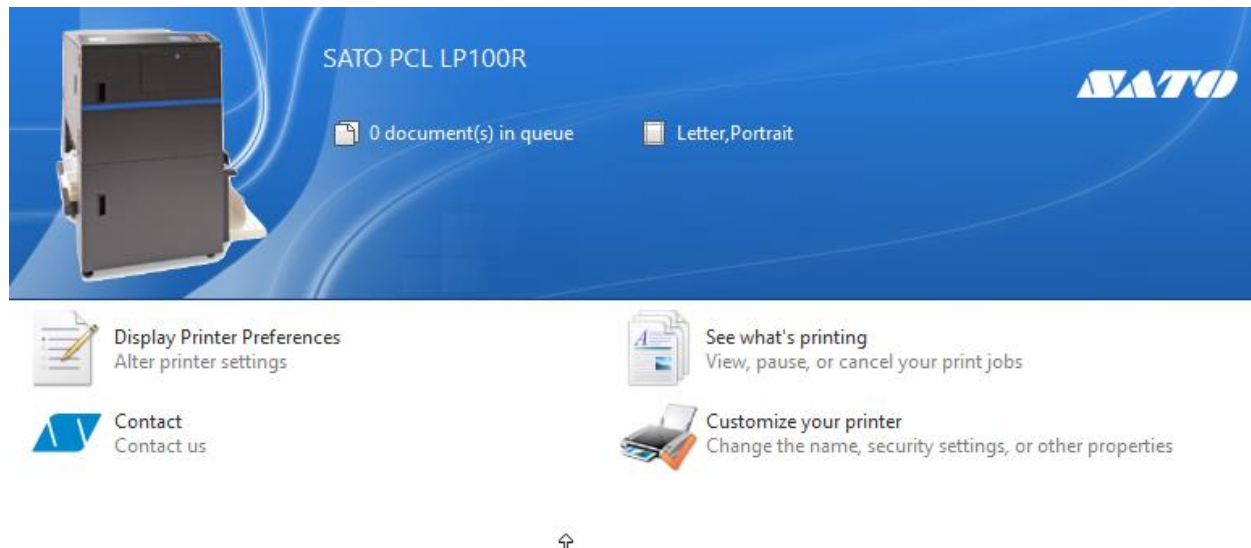 SATO PCL LP100R
SATO
0 document(s) in queue
Letter,Portrait
Display Printer Preferences
Alter printer settings
See what's printing
View, pause, or cancel your print jobs
Contact
Contact us
Customize your printer
Change the name, security settings, or other properties